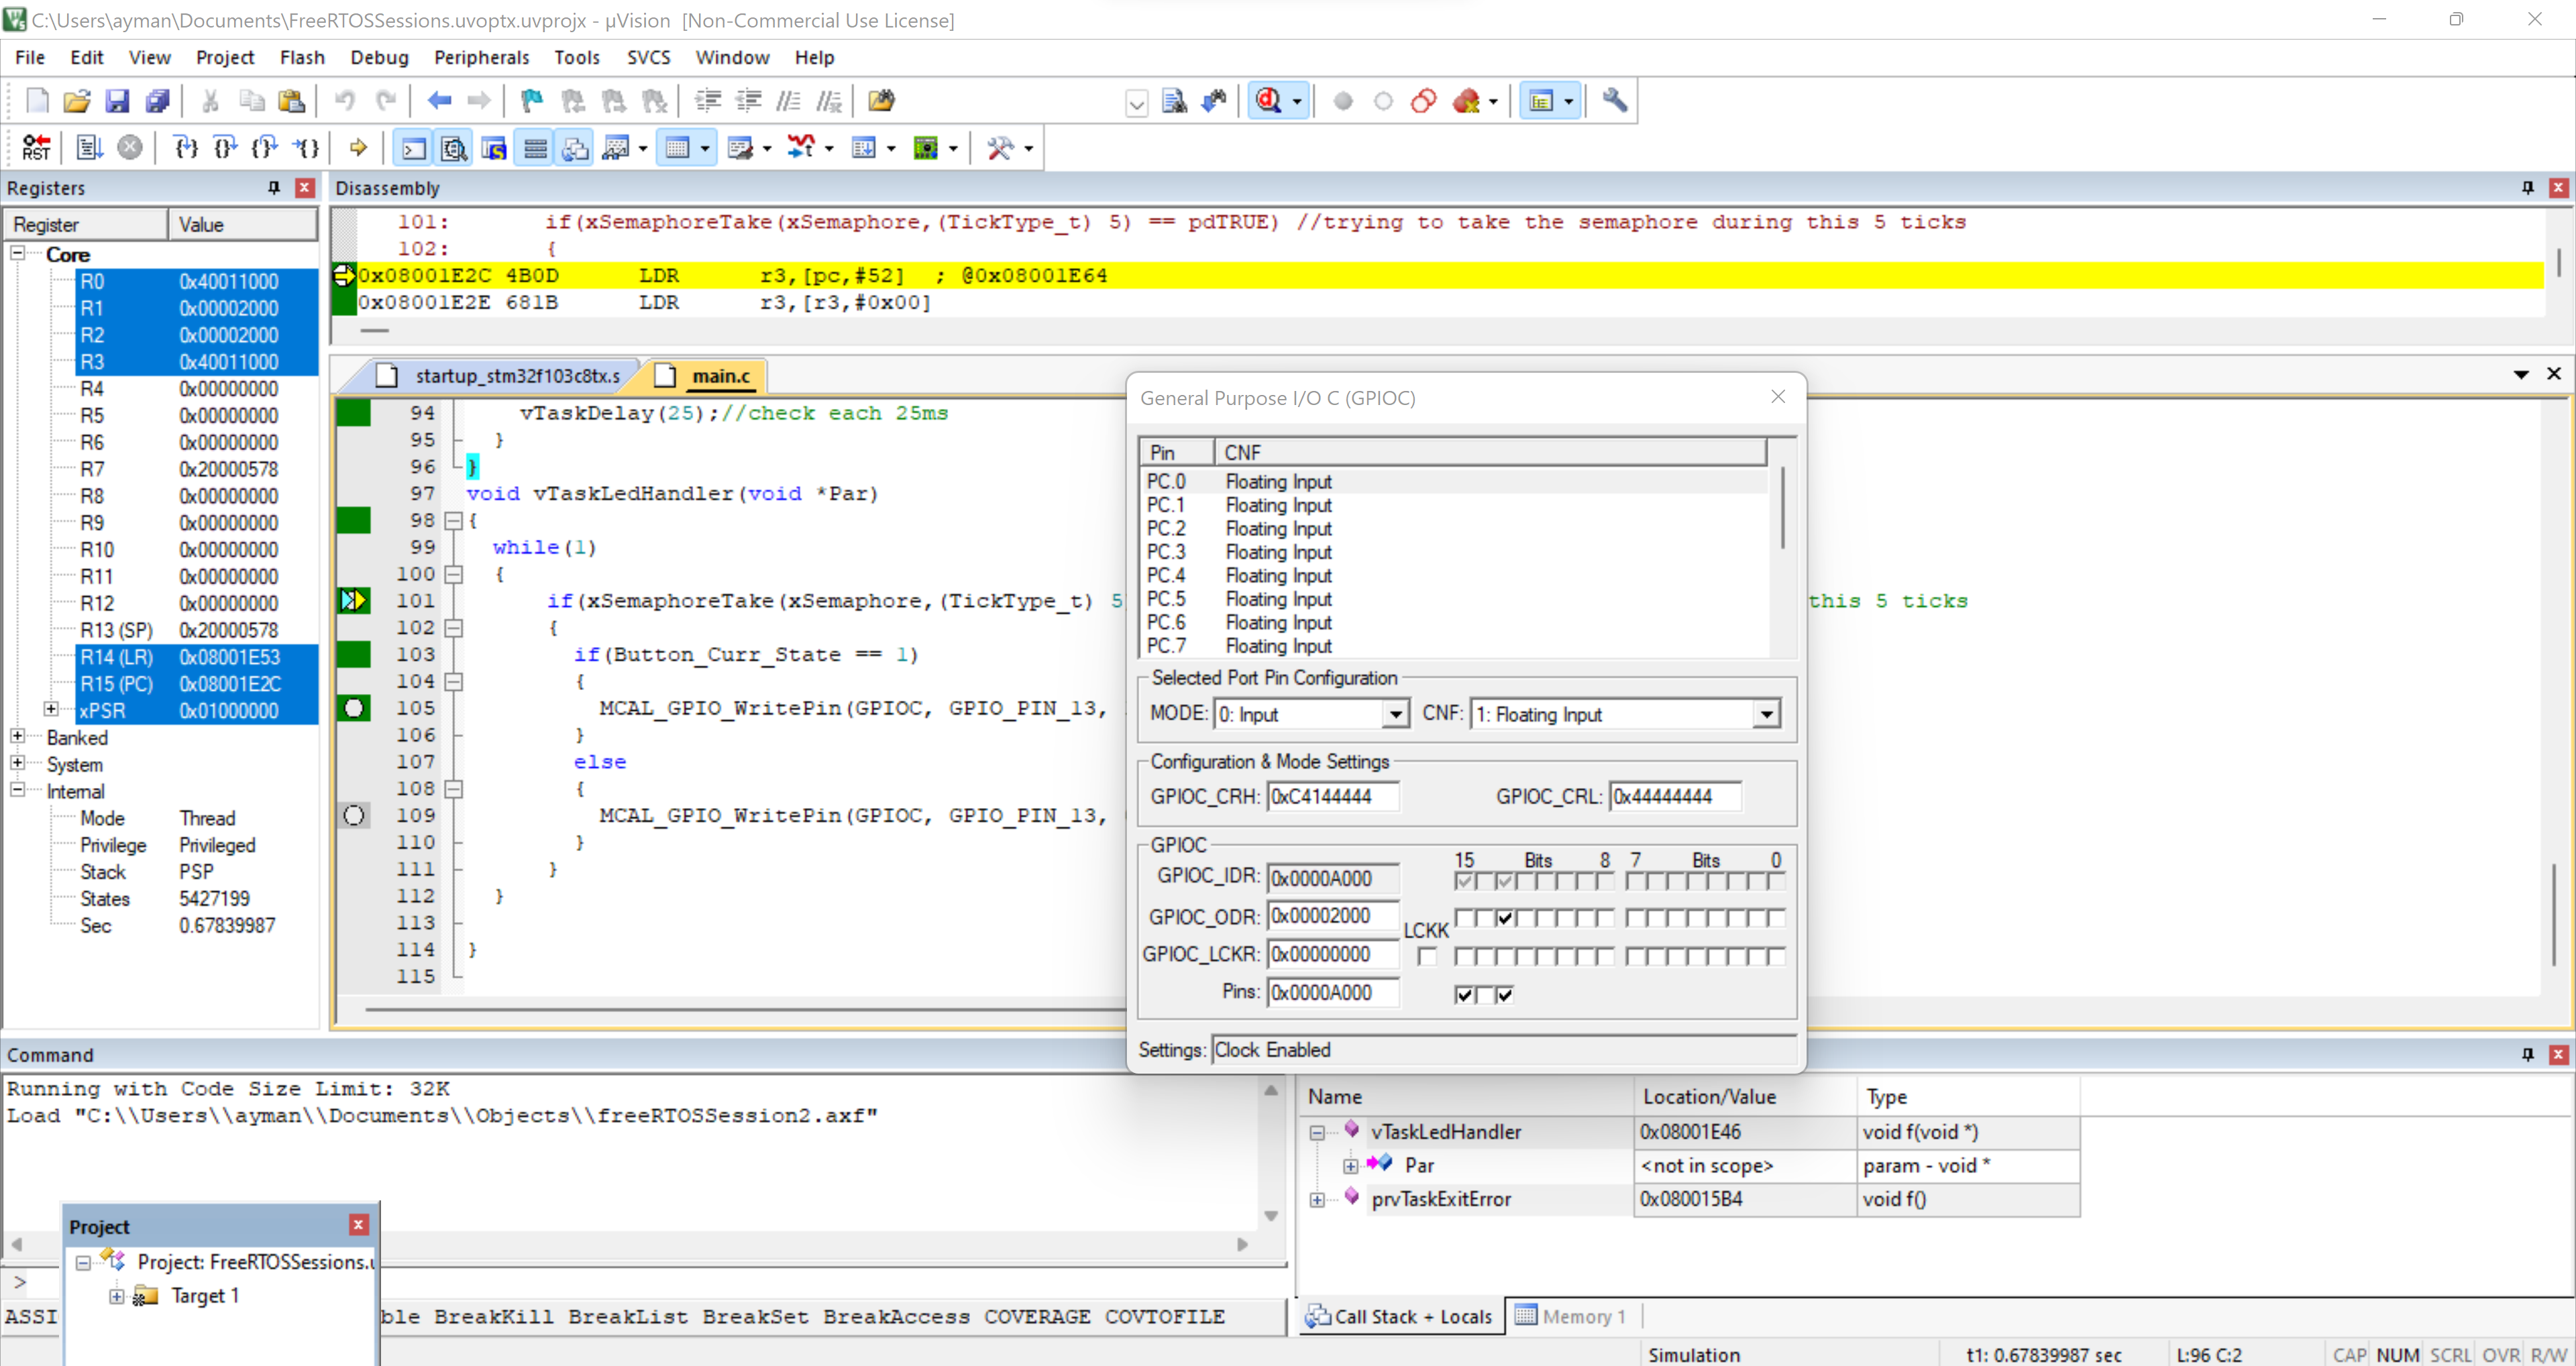 C:\Users\ayman\Documents\FreeRTOSSessions.uvoptx.uvprojx - µVision  [Non-Commercial Use License]
File Edit View Project Flash Debug Peripherals Tools SVCS Window Help
RST
Registers
Register Value
Core
R0 0x40011000
R1 0x00002000
R2 0x00002000
R3 0x40011000
R4 0x00000000
R5 0x00000000
R6 0x00000000
R7 0x20000578
R8 0x00000000
R9 0x00000000
R10 0x00000000
R11 0x00000000
R12 0x00000000
R13 (SP) 0x20000578
R14 (LR) 0x08001E53
R15 (PC) 0x08001E2C
xPSR 0x01000000
Banked
System
Internal
Mode Thread
Privilege Privileged
Stack PSP
States 5427199
Sec 0.67839987
Disassembly
101: if(xSemaphoreTake(xSemaphore,(TickType_t) 5) == pdTRUE) //trying to take the semaphore during this 5 ticks
102: {
0x08001E2C 4B0D LDR r3,[pc,#52] ; @0x08001E64
0x08001E2E 681B LDR r3,[r3,#0x00]
startup_stm32f103c8tx.s main.c
94 vTaskDelay(25);//check each 25ms
95 }
96 }
97 void vTaskLedHandler(void *Par)
98 {
99 while(1)
100 {
101 if(xSemaphoreTake(xSemaphore,(TickType_t) 5 this 5 ticks
102 {
103 if(Button_Curr_State == 1)
104 {
105 MCAL_GPIO_WritePin(GPIOC, GPIO_PIN_13,
106 }
107 else
108 {
109 MCAL_GPIO_WritePin(GPIOC, GPIO_PIN_13,
110 }
111 }
112 }
113
114 }
115
General Purpose I/O C (GPIOC)
Pin CNF
PC.0 Floating Input
PC.1 Floating Input
PC.2 Floating Input
PC.3 Floating Input
PC.4 Floating Input
PC.5 Floating Input
PC.6 Floating Input
PC.7 Floating Input
Selected Port Pin Configuration
MODE: 0: Input CNF: 1: Floating Input
Configuration & Mode Settings
GPIOC_CRH: 0xC4144444 GPIOC_CRL: 0x44444444
GPIOC
15 Bits 8 7 Bits 0
GPIOC_IDR: 0x0000A000
GPIOC_ODR: 0x00002000
LCKK
GPIOC_LCKR: 0x00000000
Pins: 0x0000A000
Settings: Clock Enabled
Command
Running with Code Size Limit: 32K
Load "C:\\Users\\ayman\\Documents\\Objects\\freeRTOSSession2.axf"
Project
Project: FreeRTOSSessions.
Target 1
>
ASSI ble BreakKill BreakList BreakSet BreakAccess COVERAGE COVTOFILE
Name Location/Value Type
vTaskLedHandler 0x08001E46 void f(void *)
Par <not in scope> param - void *
prvTaskExitError 0x080015B4 void f()
Call Stack + Locals Memory 1
Simulation t1: 0.67839987 sec L:96 C:2 CAP NUM SCRL OVR R/W